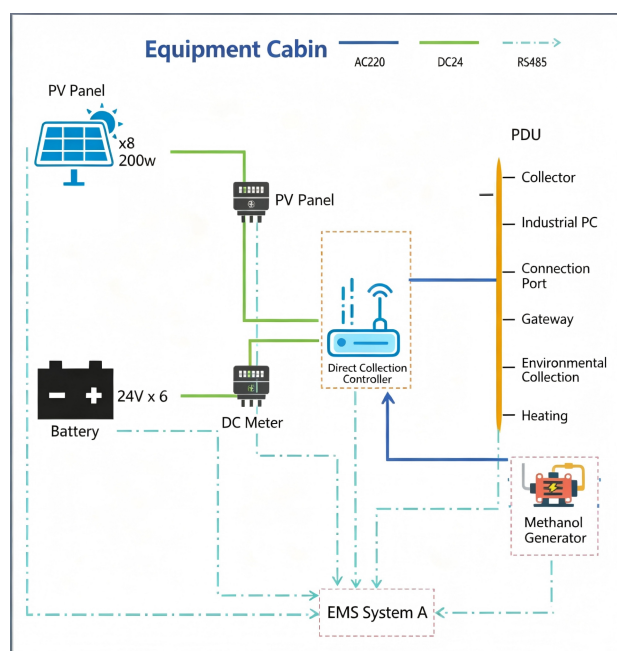 Equipment Cabin
AC220
DC24
RS485
PV Panel
x8
200w
PDU
Collector
PV Panel
Industrial PC
Connection
Port
Gateway
Direct Collection
Controller
Environmental
Collection
24V x 6
Battery
DC Meter
Heating
Methanol
Generator
EMS System A